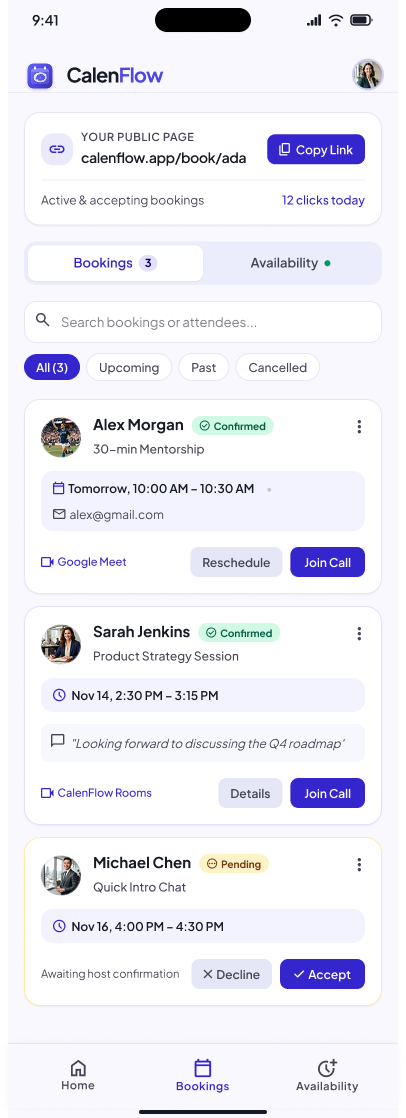 9:41
CalenFlow
YOUR PUBLIC PAGE
calenflow.app/book/ada
Copy Link
Active & accepting bookings
12 clicks today
Bookings 3
Availability
Search bookings or attendees...
All (3)
Upcoming
Past
Cancelled
Alex Morgan
Confirmed
30-min Mentorship
Tomorrow, 10:00 AM – 10:30 AM
alex@gmail.com
Google Meet
Reschedule
Join Call
Sarah Jenkins
Confirmed
Product Strategy Session
Nov 14, 2:30 PM – 3:15 PM
"Looking forward to discussing the Q4 roadmap'
CalenFlow Rooms
Details
Join Call
Michael Chen
Pending
Quick Intro Chat
Nov 16, 4:00 PM – 4:30 PM
Awaiting host confirmation
Decline
Accept
Home
Bookings
Availability